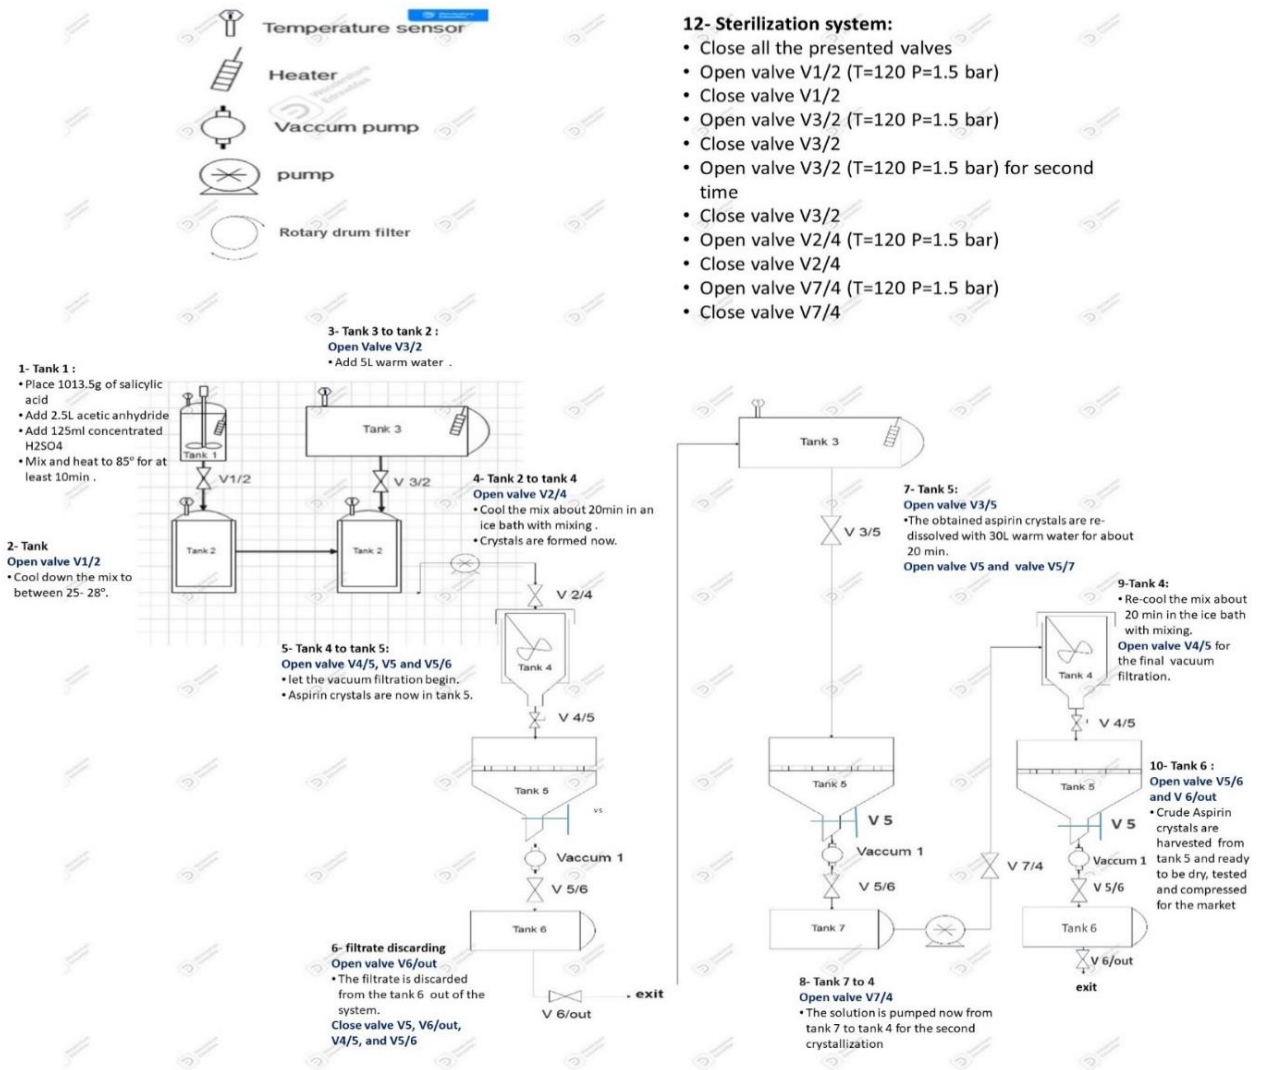 Temperature sensor
Heater
Vaccum pump
pump
Rotary drum filter
12- Sterilization system:
• Close all the presented valves
• Open valve V1/2 (T=120 P=1.5 bar)
• Close valve V1/2
• Open valve V3/2 (T=120 P=1.5 bar)
• Close valve V3/2
• Open valve V3/2 (T=120 P=1.5 bar) for second
time
• Close valve V3/2
• Open valve V2/4 (T=120 P=1.5 bar)
• Close valve V2/4
• Open valve V7/4 (T=120 P=1.5 bar)
• Close valve V7/4
3- Tank 3 to tank 2 :
Open Valve V3/2
• Add 5L warm water .
1- Tank 1 :
• Place 1013.5g of salicylic
acid
• Add 2.5L acetic anhydride
• Add 125ml concentrated
H2SO4
• Mix and heat to 85° for at
least 10min .
Tank 1
V1/2
Tank 3
V 3/2
2- Tank
Open valve V1/2
• Cool down the mix to
between 25- 28°.
Tank 2
Tank 2
4- Tank 2 to tank 4
Open valve V2/4
• Cool the mix about 20min in an
ice bath with mixing .
• Crystals are formed now.
V 2/4
Tank 4
5- Tank 4 to tank 5:
Open valve V4/5, V5 and V5/6
• let the vacuum filtration begin.
• Aspirin crystals are now in tank 5.
V 4/5
Tank 5
V5
Vaccum 1
V 5/6
Tank 6
6- filtrate discarding
Open valve V6/out
• The filtrate is discarded
from the tank 6 out of the
system.
Close valve V5, V6/out,
V4/5, and V5/6
exit
V 6/out
Tank 3
V 3/5
7- Tank 5:
Open valve V3/5
•The obtained aspirin crystals are re-
dissolved with 30L warm water for about
20 min.
Open valve V5 and valve V5/7
Tank 5
V 5
Vaccum 1
V 5/6
Tank 7
V 7/4
8- Tank 7 to 4
Open valve V7/4
• The solution is pumped now from
tank 7 to tank 4 for the second
crystallization
9-Tank 4:
• Re-cool the mix about
20 min in the ice bath
with mixing.
Open valve V4/5 for
the final vacuum
filtration.
Tank 4
V 4/5
Tank 5
V 5
Vaccum 1
V 5/6
Tank 6
V 6/out
exit
10- Tank 6 :
Open valve V5/6
and V 6/out
• Crude Aspirin
crystals are
harvested from
tank 5 and ready
to be dry, tested
and compressed
for the market